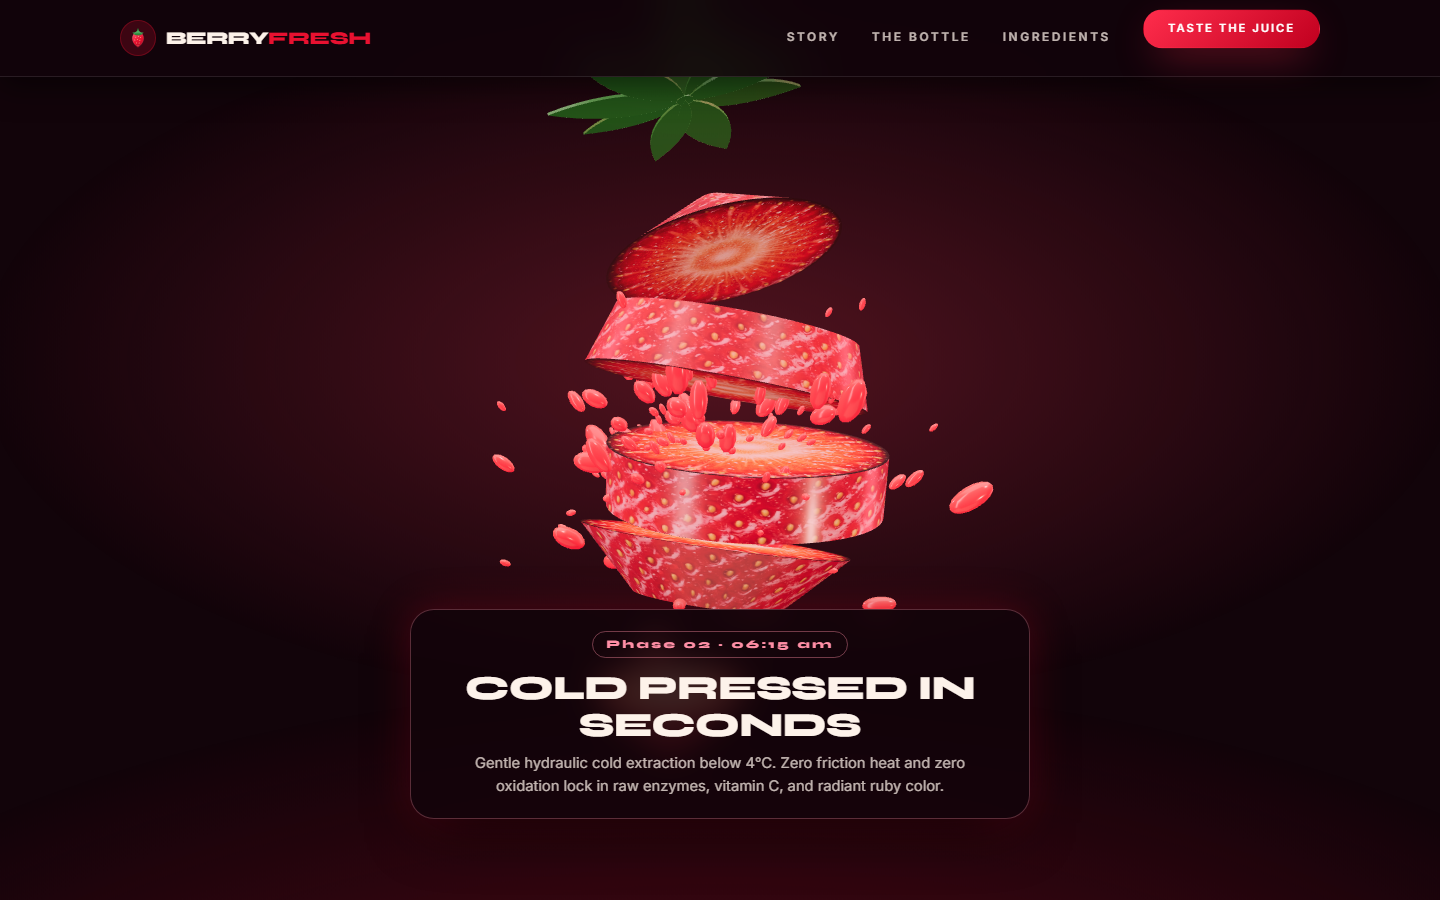 BERRYFRESH
STORY
THE BOTTLE
INGREDIENTS
TASTE THE JUICE
Phase 02 · 06:15 am
COLD PRESSED IN
SECONDS
Gentle hydraulic cold extraction below 4°C. Zero friction heat and zero
oxidation lock in raw enzymes, vitamin C, and radiant ruby color.